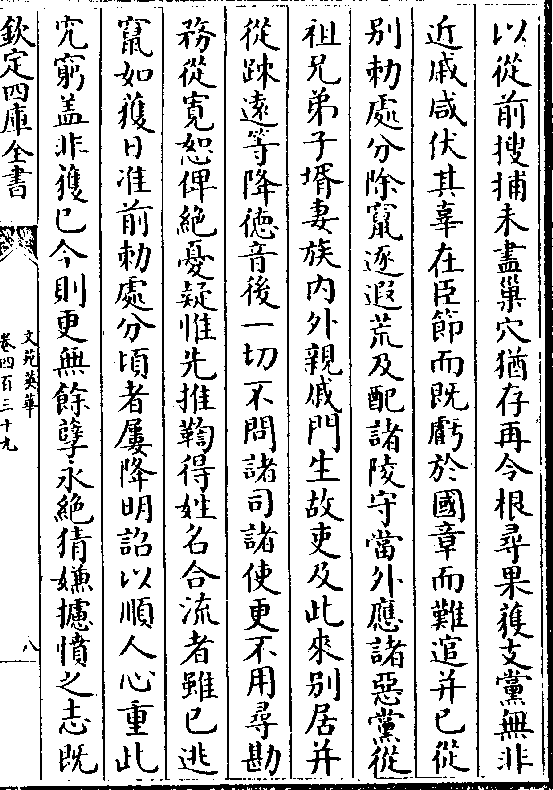 以從前搜捕未盡巢穴猶存再令根尋果獲支黨無非
近戚咸伏其辜在臣節而既虧於國章而難逭并已從
別勅處分除竄逐遐荒及配諸陵守當外應諸惡黨從
祖兄弟子壻妻族内外親戚門生故吏及此來别居并
從踈遠等降德音後一切不問諸司諸使更不用尋勘
務從寛恕俾絶憂疑惟先推鞫得姓名合流者雖已逃
竄如獲日准前勅處分頃者屢降明詔以順人心重此
究窮盖非獲已今則更無餘孽永絶猜嫌攄憤之志既
欽定四庫全書
文苑英華
卷四百三十九
八